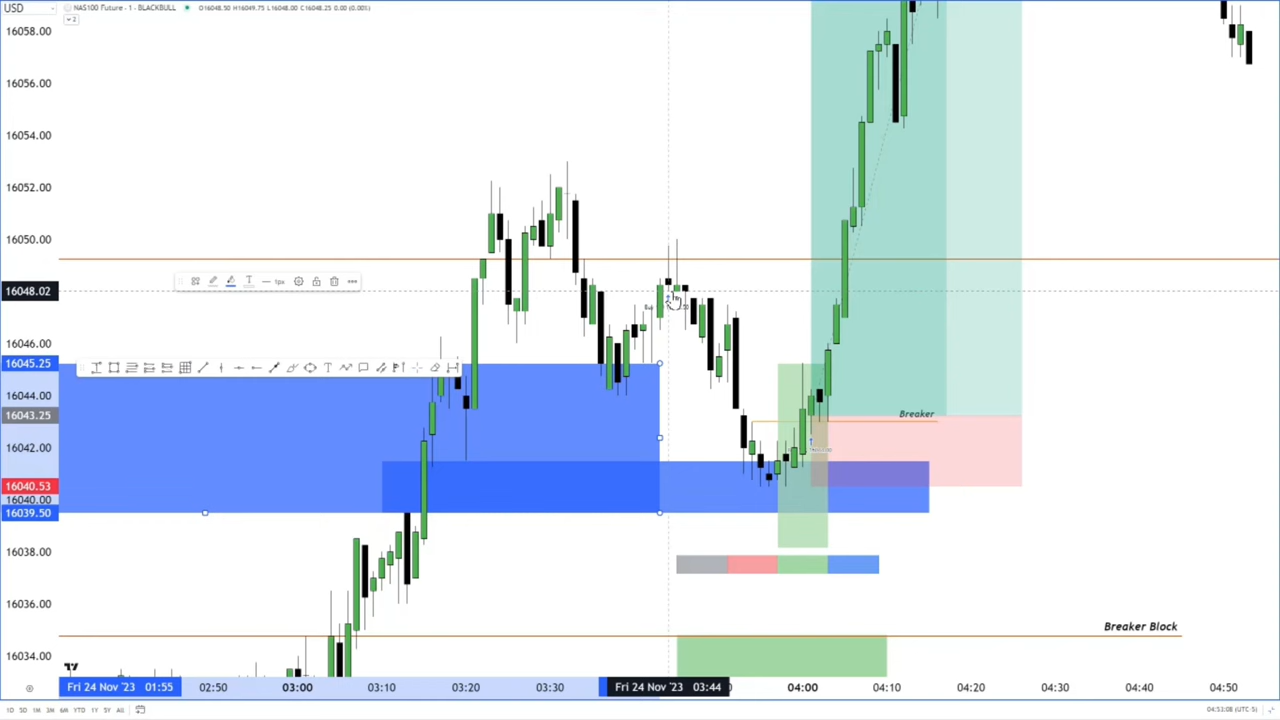 USD
NAS100 Future · 1 · BLACKBULL
O16048.50 H16049.75 L16048.00 C16048.25 0.00 (0.00%)
2
16058.00
16056.00
16054.00
16052.00
16050.00
16048.02
16046.00
16045.25
16044.00
16043.25
16042.00
16040.53
16040.00
16039.50
16038.00
16036.00
16034.00
1px
T
T
Breaker
Breaker Block
Fri 24 Nov '23 01:55
02:50
03:00
03:10
03:20
03:30
Fri 24 Nov '23 03:44
04:00
04:10
04:20
04:30
04:40
04:50
1D 5D 1M 3M 6M YTD 1Y 5Y All
04:53:08 (UTC-5)